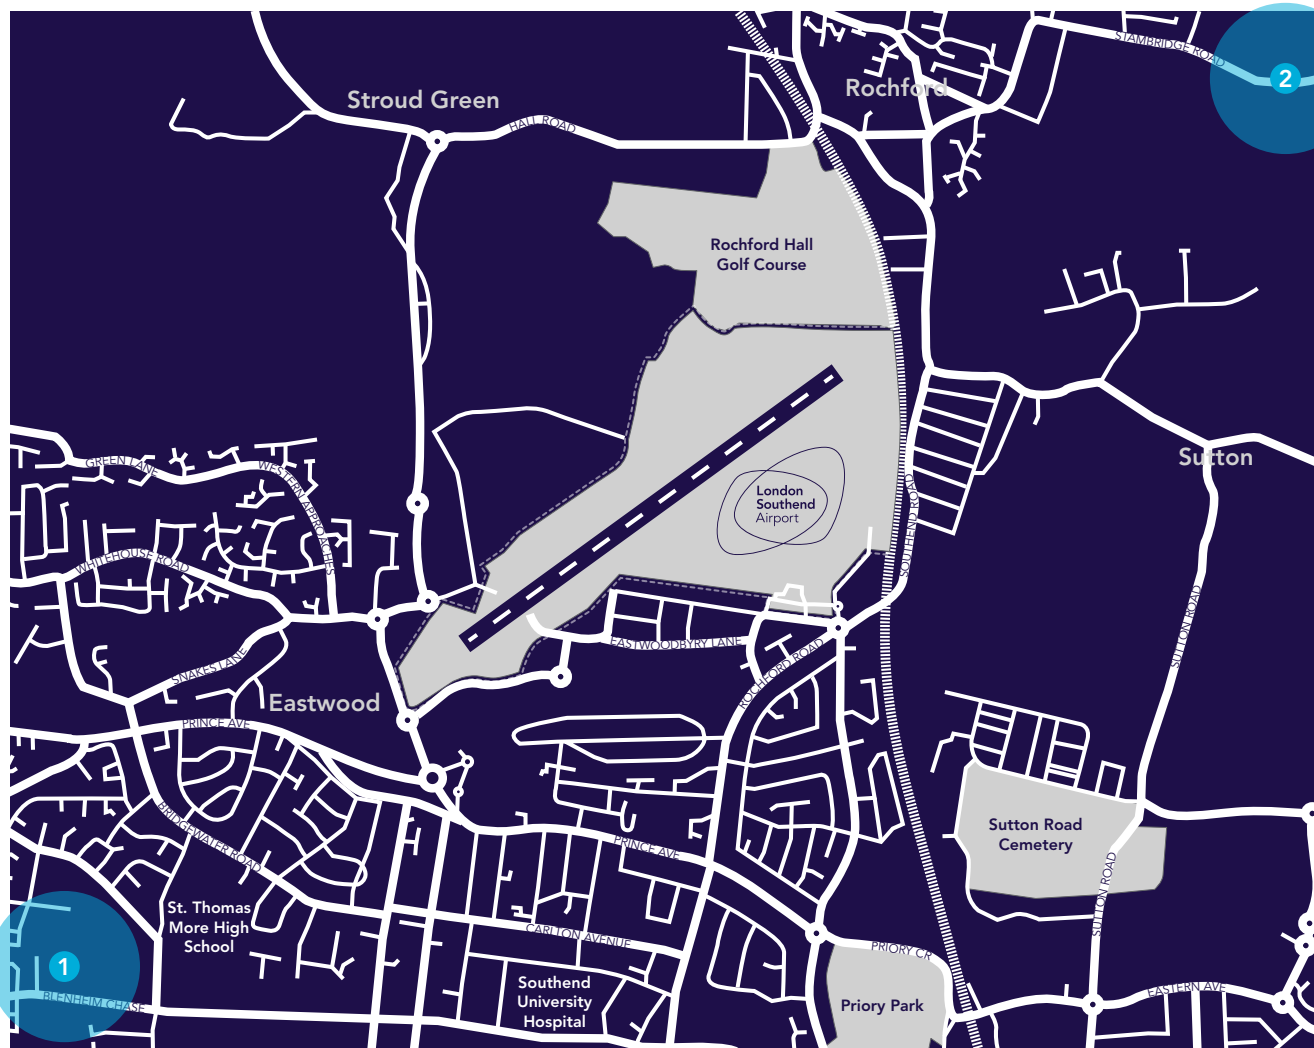 STAMBRIDGE ROAD
2
Rochford
Stroud Green
HALL ROAD
Rochford Hall
Golf Course
Sutton
GREEN LANE
WESTERN APPROACHES
London
Southend
Airport
SOUTHEND ROAD
WHITEHOUSE ROAD
SUTTON ROAD
EASTWOODBYRY LANE
SNAKES LANE
ROCHFORD ROAD
Eastwood
PRINCE AVE
BRIDGEWATER ROAD
PRINCE AVE
Sutton Road
Cemetery
SUTTON ROAD
St. Thomas
More High
School
CARLTON AVENUE
PRIORY CR
1
Southend
University
Hospital
BLENHEIM CHASE
Priory Park
EASTERN AVE